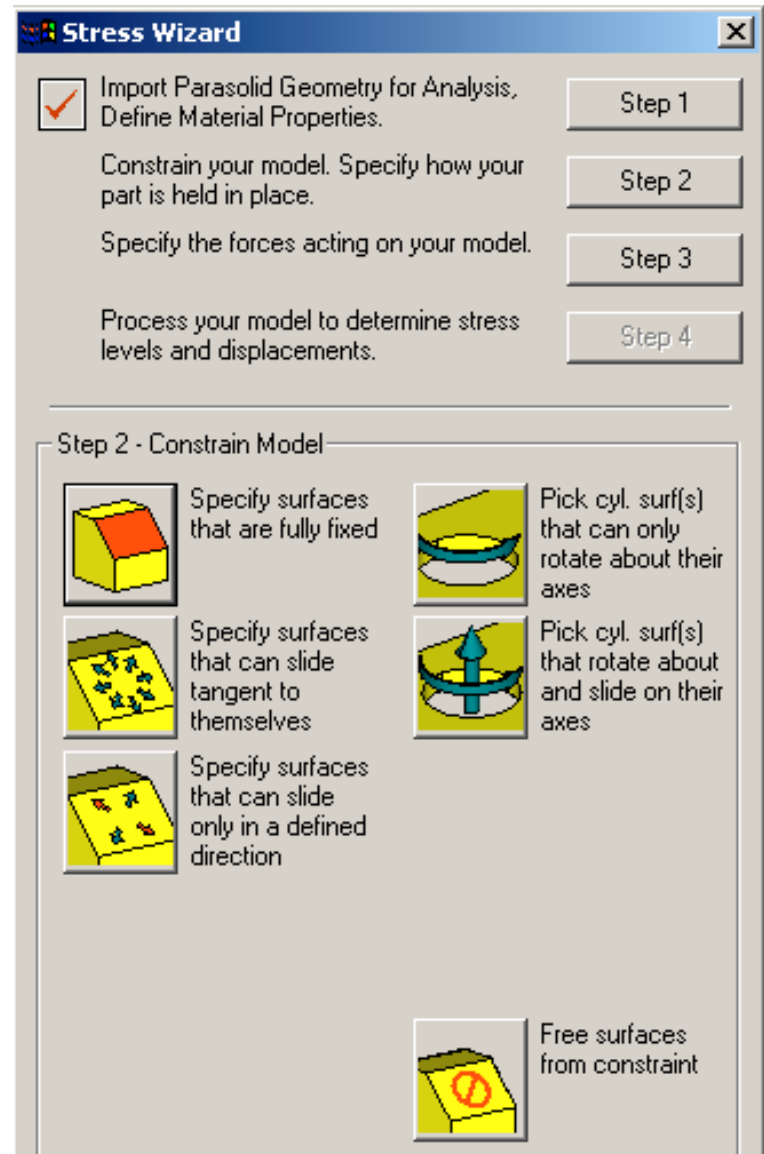 Stress Wizard
Import Parasolid Geometry for Analysis,
Define Material Properties.
Step 1
Constrain your model. Specify how your
part is held in place.
Step 2
Specify the forces acting on your model.
Step 3
Process your model to determine stress
levels and displacements.
Step 4
Step 2 - Constrain Model
Specify surfaces
that are fully fixed
Pick cyl. surf(s)
that can only
rotate about their
axes
Specify surfaces
that can slide
tangent to
themselves
Pick cyl. surf(s)
that rotate about
and slide on their
axes
Specify surfaces
that can slide
only in a defined
direction
Free surfaces
from constraint